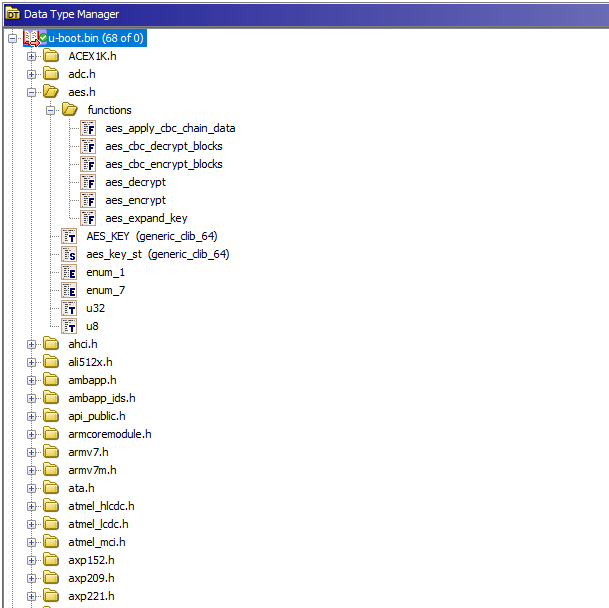 Data Type Manager
u-boot.bin (68 of 0)
ACEX1K.h
adc.h
aes.h
functions
aes_apply_cbc_chain_data
aes_cbc_decrypt_blocks
aes_cbc_encrypt_blocks
aes_decrypt
aes_encrypt
aes_expand_key
AES_KEY (generic_clib_64)
aes_key_st (generic_clib_64)
enum_1
enum_7
u32
u8
ahci.h
ali512x.h
ambapp.h
ambapp_ids.h
api_public.h
armcoremodule.h
armv7.h
armv7m.h
ata.h
atmel_hlcdc.h
atmel_lcdc.h
atmel_mci.h
axp152.h
axp209.h
axp221.h